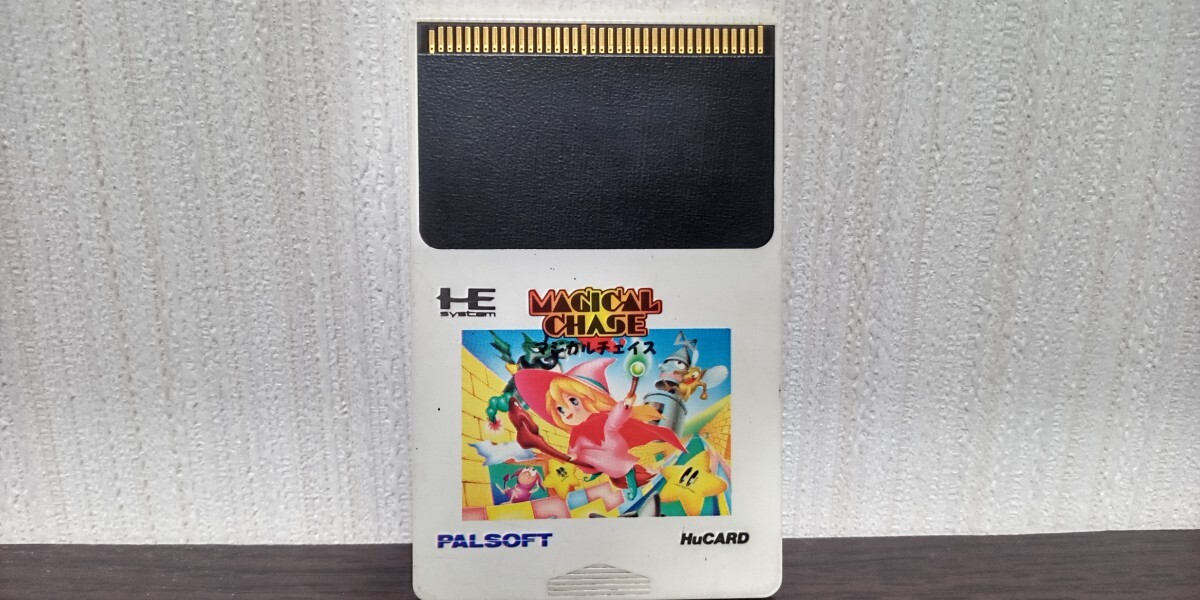 HE
system
MAGICAL
CHASE
マジカルチェイス
PALSOFT
HuCARD